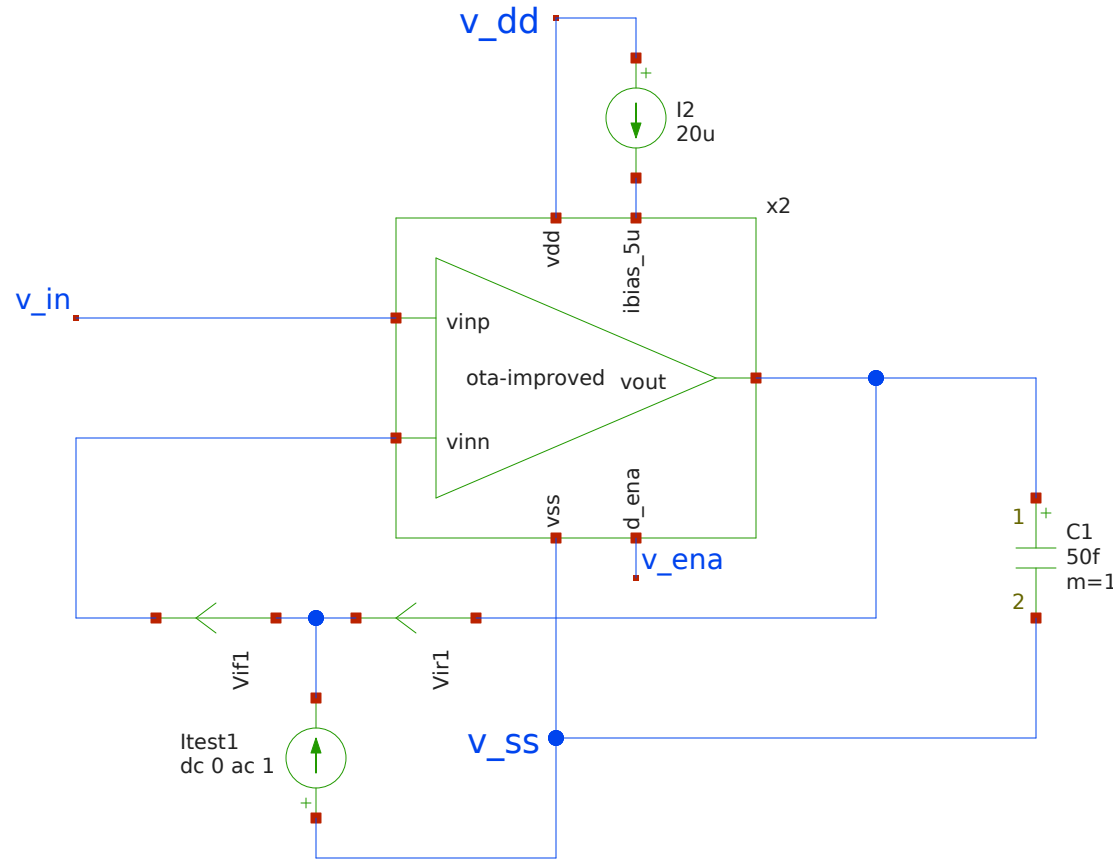 v_dd
+
I2
20u
x2
vdd
ibias_5u
v_in
vinp
ota-improved
vout
vinn
vss
d_ena
v_ena
1
+
C1
50f
m=1
2
Vif1
Vir1
Itest1
dc 0 ac 1
+
v_ss